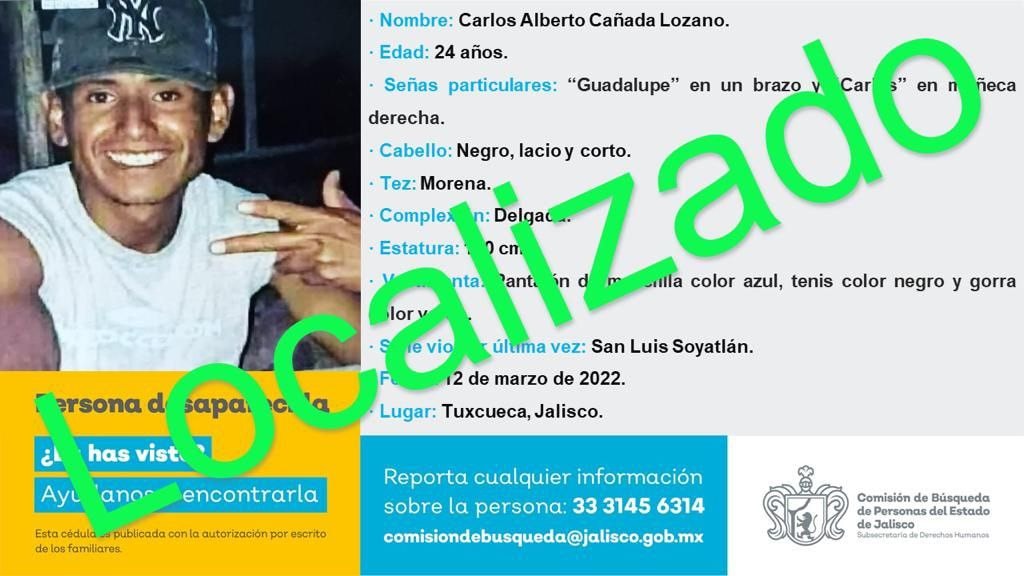 NY
· Nombre: Carlos Alberto Cañada Lozano.
· Edad: 24 años.
· Señas particulares: “Guadalupe” en un brazo y “Carlos” en muñeca
derecha.
· Cabello: Negro, lacio y corto.
· Tez: Morena.
· Complexión: Delgada.
· Estatura: cm
· Vestimenta: Pantalón de mezclilla color azul, tenis color negro y gorra
color
· Se le vio por última vez: San Luis Soyatlán.
· Fecha: 12 de marzo de 2022.
· Lugar: Tuxcueca, Jalisco.
Localizado
Persona desaparecida
¿La has visto?
Ayúdanos a encontrarla
Esta cédula es publicada con la autorización por escrito
de los familiares.
Reporta cualquier información
sobre la persona: 33 3145 6314
comisiondebusqueda@jalisco.gob.mx
Comisión de Búsqueda
de Personas del Estado
de Jalisco
Subsecretaría de Derechos Humanos